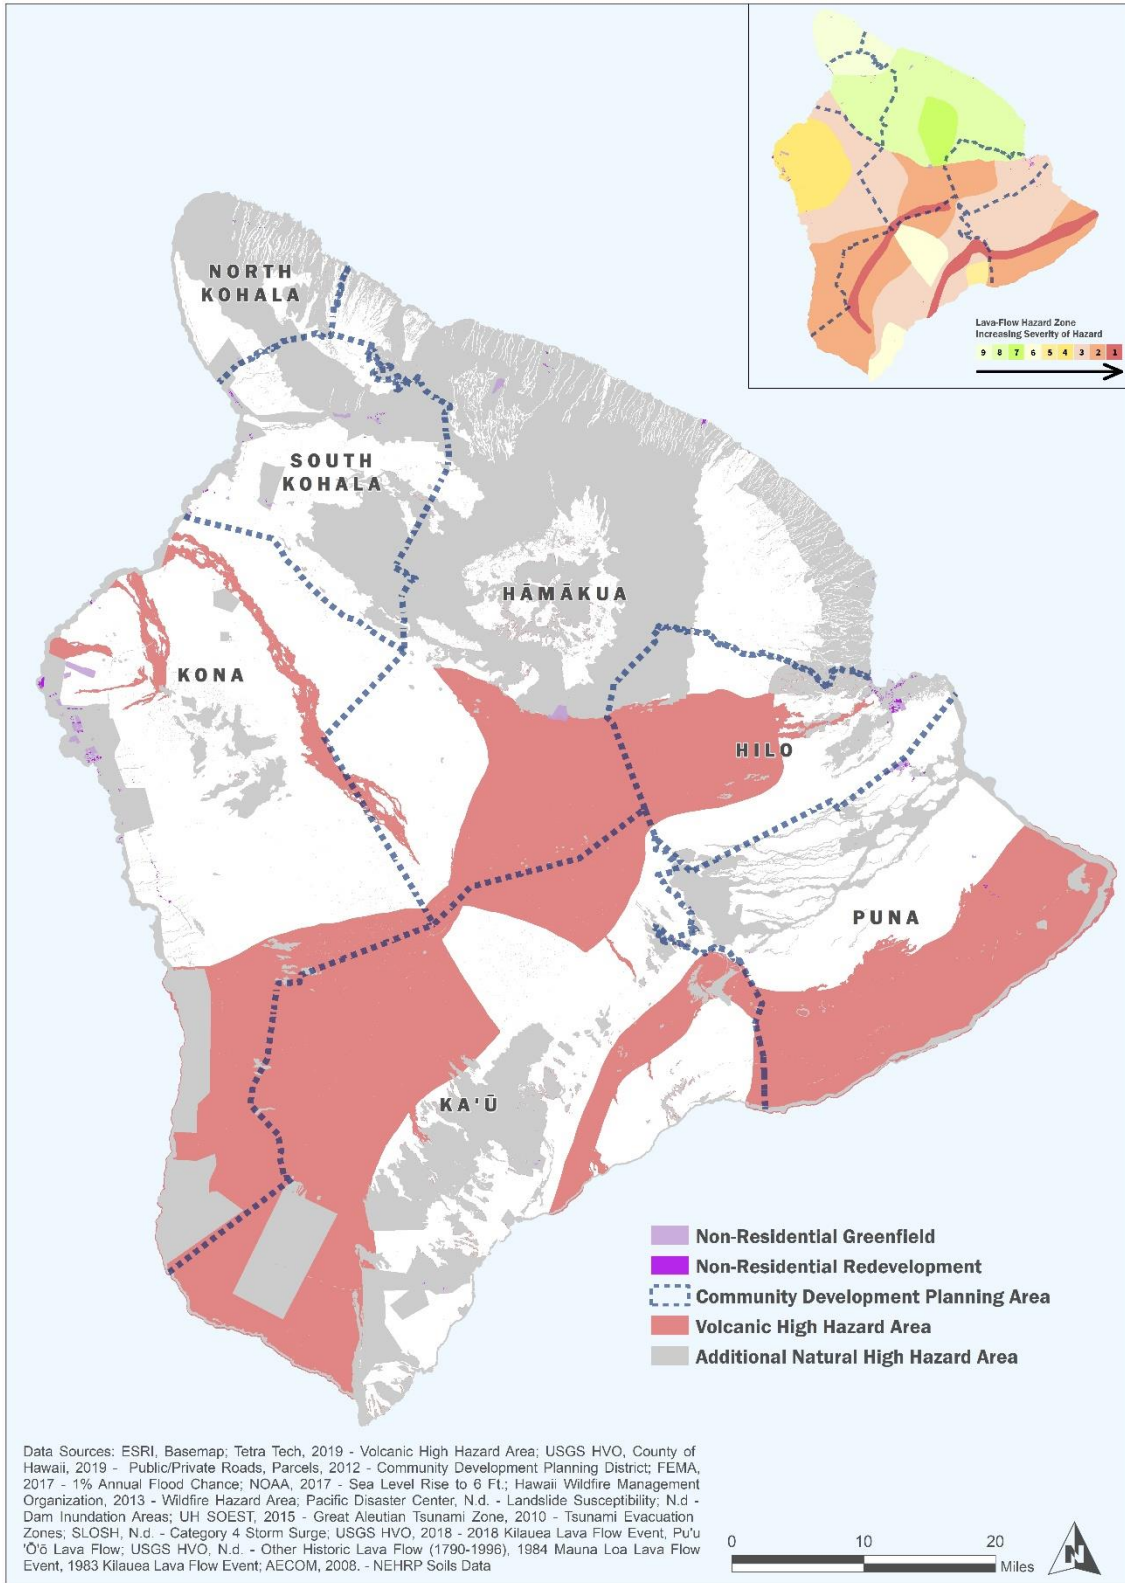 Lava-Flow Hazard Zone
Increasing Severity of Hazard
9 8 7 6 5 4 3 2 1
NORTH
KOHALA
SOUTH
KOHALA
HĀMĀKUA
KONA
HILO
PUNA
KA'Ū
Non-Residential Greenfield
Non-Residential Redevelopment
Community Development Planning Area
Volcanic High Hazard Area
Additional Natural High Hazard Area
Data Sources: ESRI, Basemap; Tetra Tech, 2019 - Volcanic High Hazard Area; USGS HVO, County of
Hawaii, 2019 - Public/Private Roads, Parcels, 2012 - Community Development Planning District; FEMA,
2017 - 1% Annual Flood Chance; NOAA, 2017 - Sea Level Rise to 6 Ft.; Hawaii Wildfire Management
Organization, 2013 - Wildfire Hazard Area; Pacific Disaster Center, N.d. - Landslide Susceptibility; N.d -
Dam Inundation Areas; UH SOEST, 2015 - Great Aleutian Tsunami Zone, 2010 - Tsunami Evacuation
Zones; SLOSH, N.d. - Category 4 Storm Surge; USGS HVO, 2018 - 2018 Kilauea Lava Flow Event, Pu'u
'Ō'ō Lava Flow; USGS HVO, N.d. - Other Historic Lava Flow (1790-1996), 1984 Mauna Loa Lava Flow
Event, 1983 Kilauea Lava Flow Event; AECOM, 2008. - NEHRP Soils Data
0 10 20
Miles
N